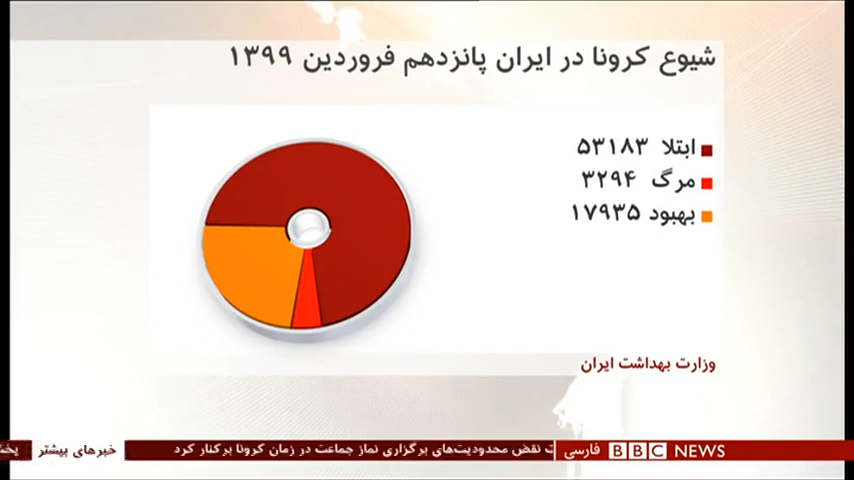 شیوع کرونا در ایران پانزدهم فروردین ۱۳۹۹
ابتلا ۵۳۱۸۳
مرگ ۳۲۹۴
بهبود ۱۷۹۳۵
وزارت بهداشت ایران
BBC NEWS فارسی
نقض محدودیت‌های برگزاری نماز جماعت در زمان کرونا برکنار کرد
خبرهای بیشتر